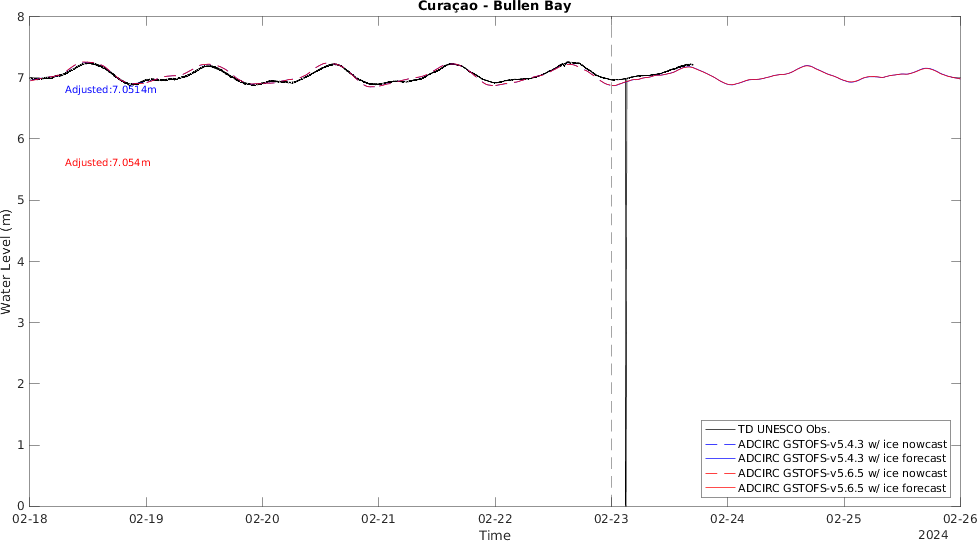 Curaçao - Bullen Bay
8
7
6
5
4
3
2
1
0
Water Level (m)
Adjusted:7.0514m
Adjusted:7.054m
TD UNESCO Obs.
ADCIRC GSTOFS-v5.4.3 w/ ice nowcast
ADCIRC GSTOFS-v5.4.3 w/ ice forecast
ADCIRC GSTOFS-v5.6.5 w/ ice nowcast
ADCIRC GSTOFS-v5.6.5 w/ ice forecast
02-18 02-19 02-20 02-21 02-22 02-23 02-24 02-25 02-26
Time
2024